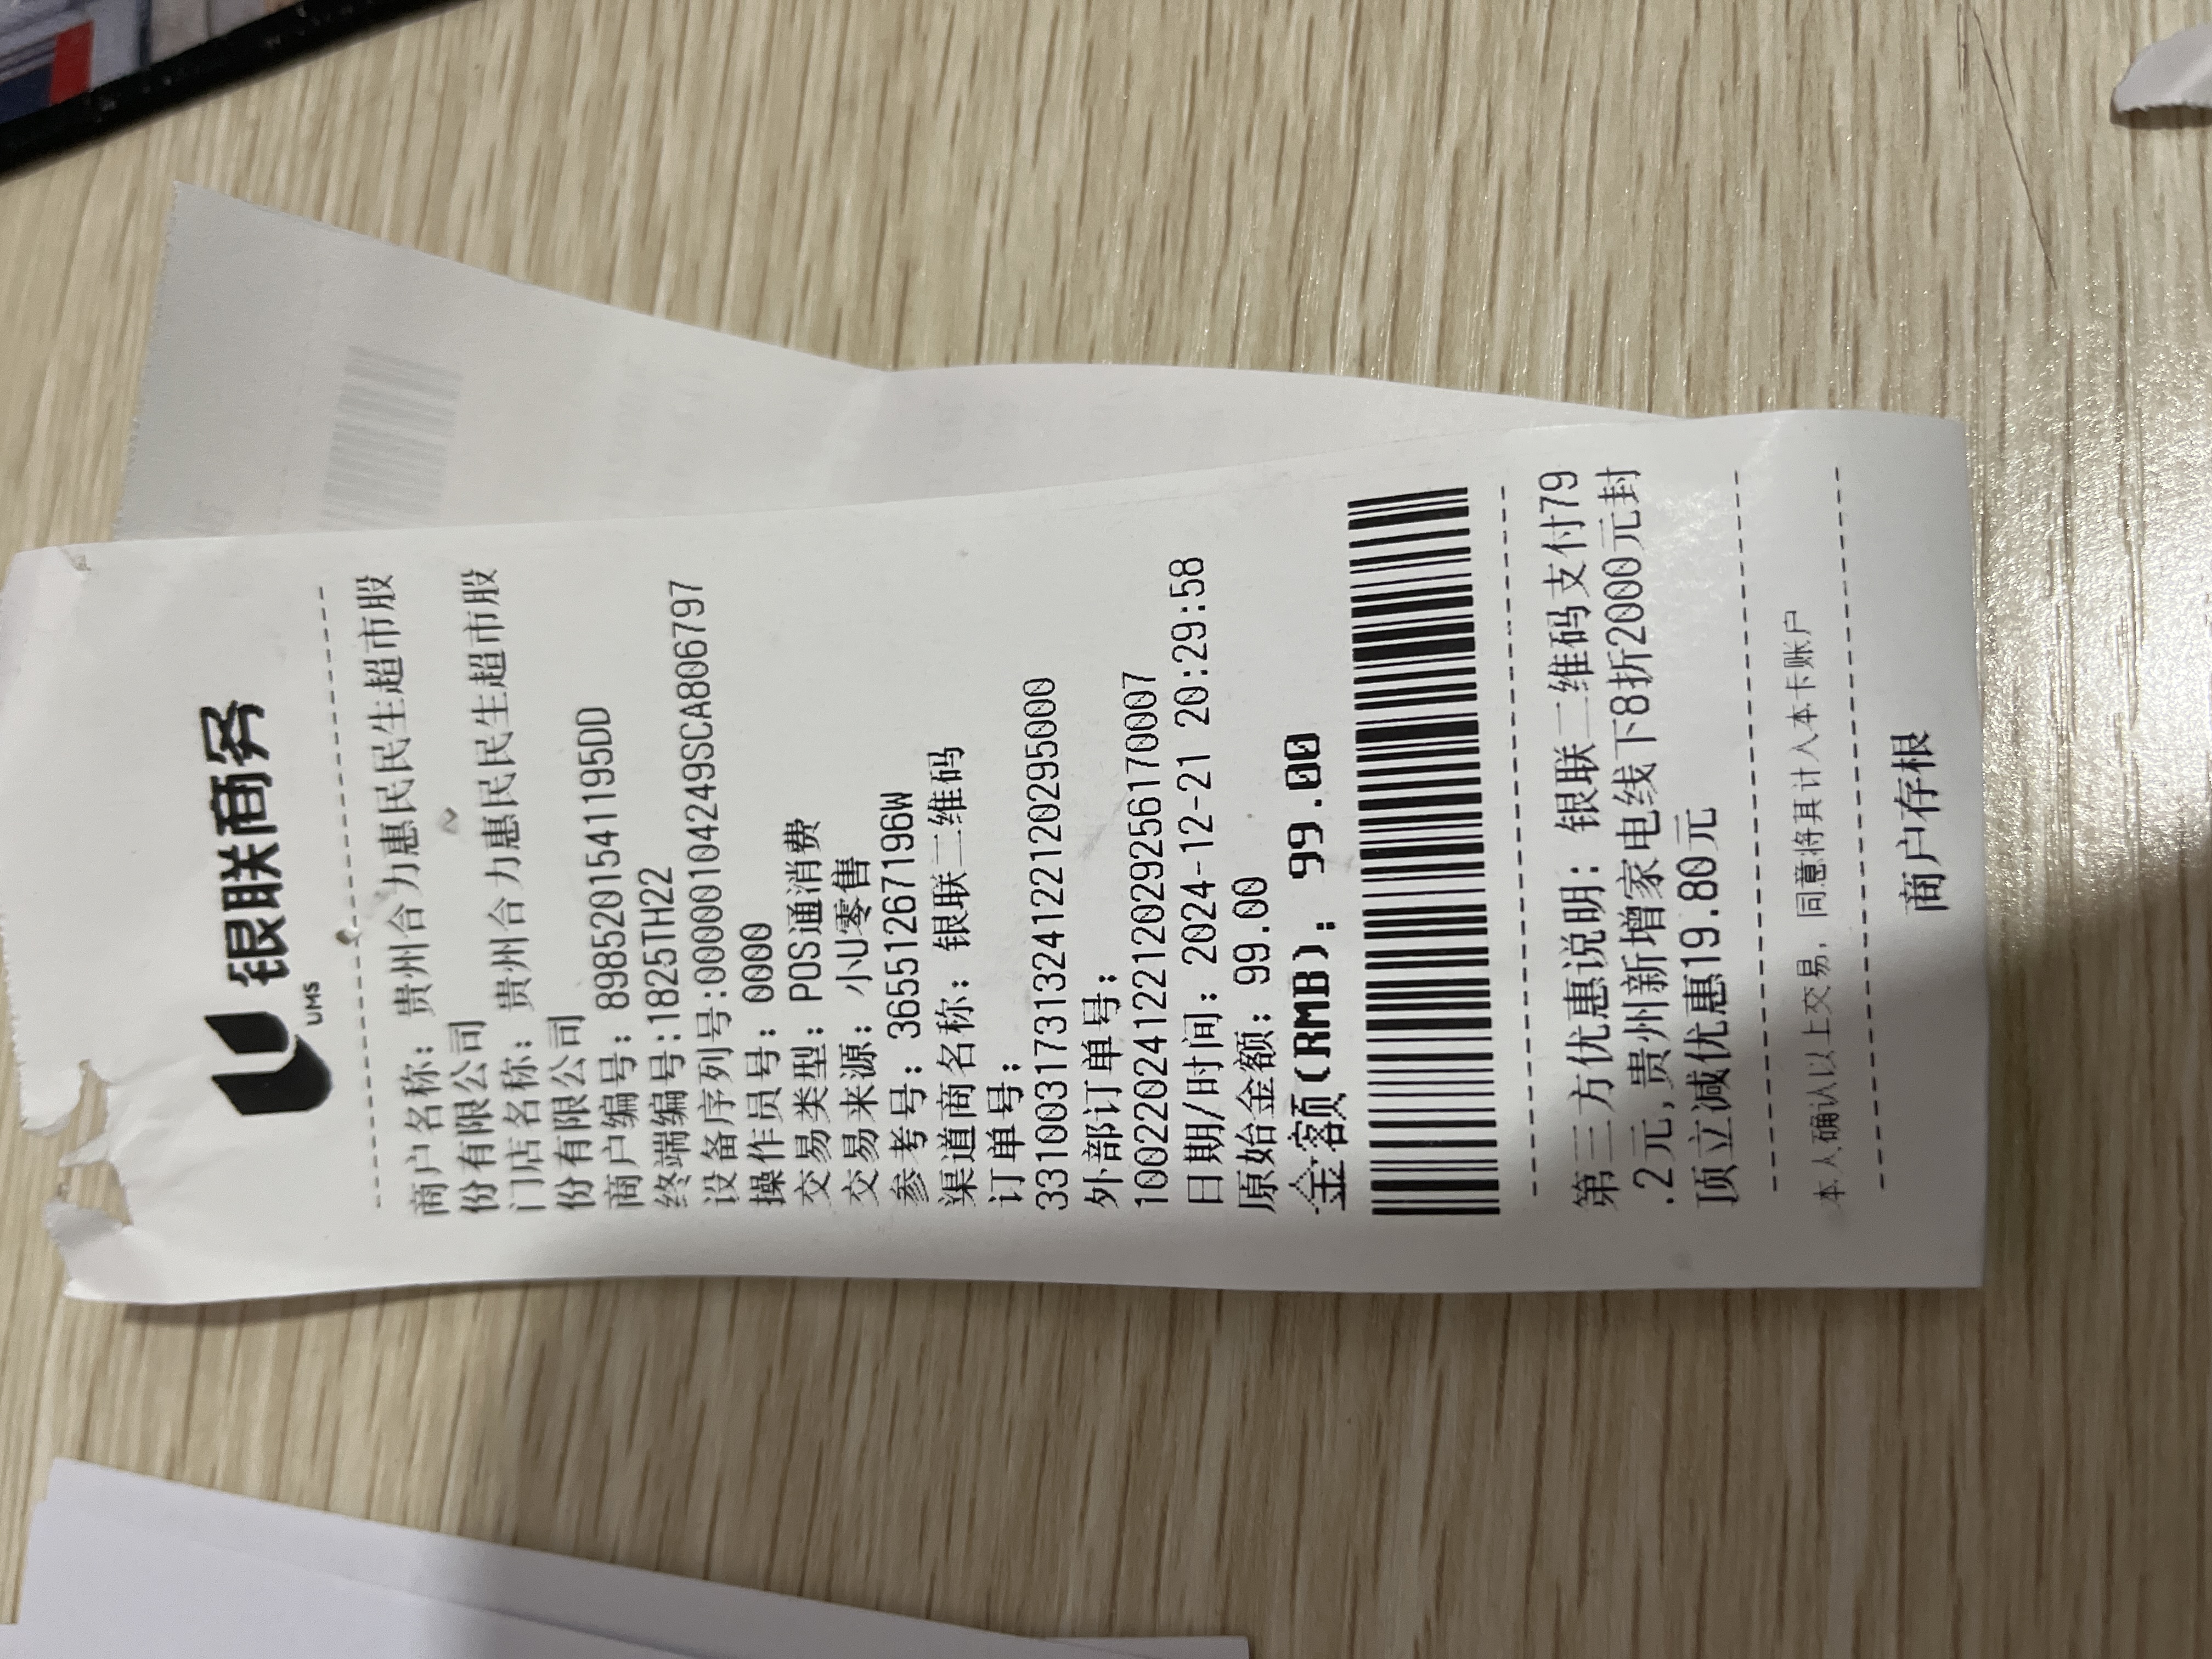 银联商务
UMS
商户名称：贵州合力惠民民生超市股
份有限公司
门店名称：贵州合力惠民民生超市股
份有限公司
商户编号：89852015411195DD
终端编号:18255TH22
设备序列号:00000104249SCA806797
操作员号：0000
交易类型：POS通消费
交易来源：小U零售
参考号：36551267196W
渠道商名称：银联二维码
订单号：
33100317313241221202950​00
外部订单号：
1002202412212029256170007
日期/时间：2024-12-21 20:29:58
原始金额：99.00
金额(RMB)：99.00
第三方优惠说明：银联二维码支付79
.2元,贵州新增家电线下8折2000元封
顶立减优惠19.80元
本人确认以上交易，同意将其计入本卡账户
商户存根